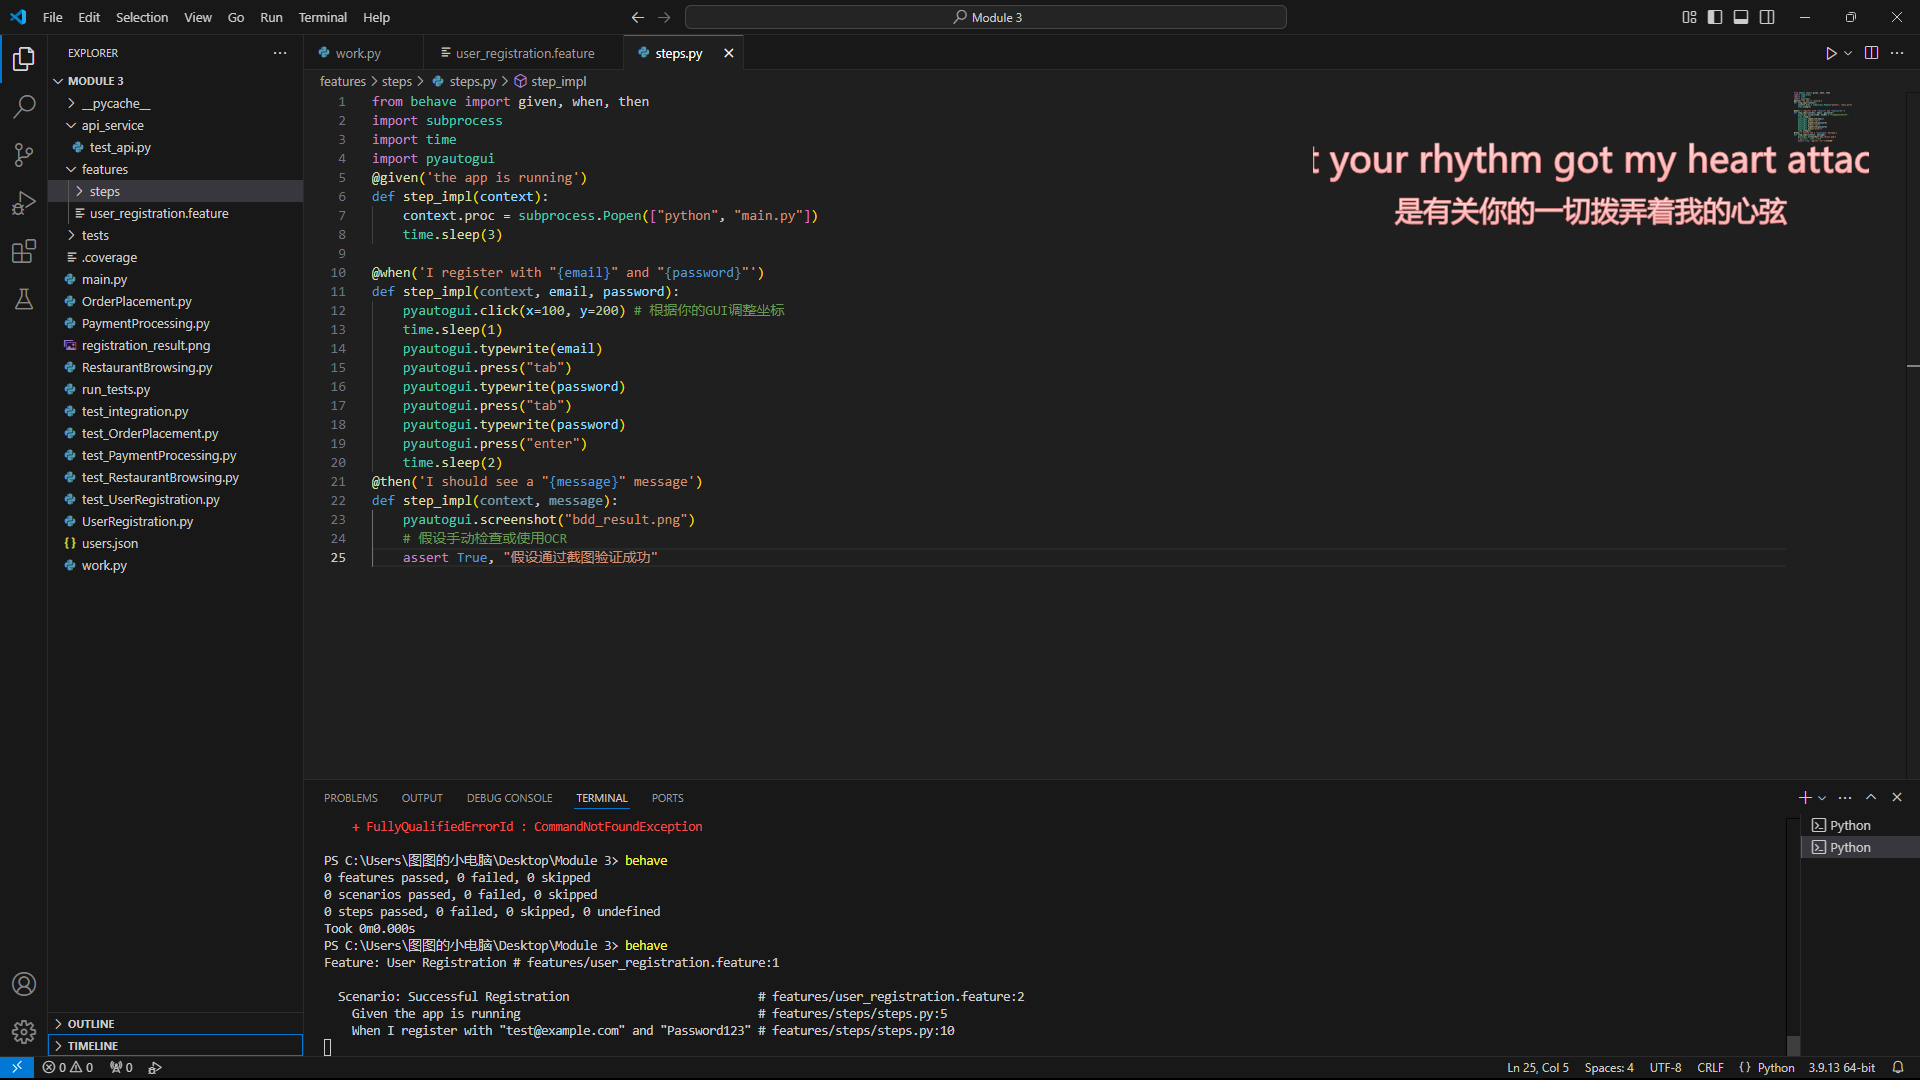 File Edit Selection View Go Run Terminal Help
Module 3
EXPLORER
MODULE 3
__pycache__
api_service
test_api.py
features
steps
user_registration.feature
tests
.coverage
main.py
OrderPlacement.py
PaymentProcessing.py
registration_result.png
RestaurantBrowsing.py
run_tests.py
test_integration.py
test_OrderPlacement.py
test_PaymentProcessing.py
test_RestaurantBrowsing.py
test_UserRegistration.py
UserRegistration.py
users.json
work.py
OUTLINE
TIMELINE
work.py user_registration.feature steps.py
features > steps > steps.py > step_impl
1 from behave import given, when, then
2 import subprocess
3 import time
4 import pyautogui
5 @given('the app is running')
6 def step_impl(context):
7     context.proc = subprocess.Popen(["python", "main.py"])
8     time.sleep(3)
9
10 @when('I register with "{email}" and "{password}"')
11 def step_impl(context, email, password):
12     pyautogui.click(x=100, y=200) # 根据你的GUI调整坐标
13     time.sleep(1)
14     pyautogui.typewrite(email)
15     pyautogui.press("tab")
16     pyautogui.typewrite(password)
17     pyautogui.press("tab")
18     pyautogui.typewrite(password)
19     pyautogui.press("enter")
20     time.sleep(2)
21 @then('I should see a "{message}" message')
22 def step_impl(context, message):
23     pyautogui.screenshot("bdd_result.png")
24     # 假设手动检查或使用OCR
25     assert True, "假设通过截图验证成功"
t your rhythm got my heart attac
是有关你的一切拨弄着我的心弦
PROBLEMS OUTPUT DEBUG CONSOLE TERMINAL PORTS
+ FullyQualifiedErrorId : CommandNotFoundException
PS C:\Users\图图的小电脑\Desktop\Module 3> behave
0 features passed, 0 failed, 0 skipped
0 scenarios passed, 0 failed, 0 skipped
0 steps passed, 0 failed, 0 skipped, 0 undefined
Took 0m0.000s
PS C:\Users\图图的小电脑\Desktop\Module 3> behave
Feature: User Registration # features/user_registration.feature:1
Scenario: Successful Registration # features/user_registration.feature:2
Given the app is running # features/steps/steps.py:5
When I register with "test@example.com" and "Password123" # features/steps/steps.py:10
Python
Python
0 0 0
Ln 25, Col 5 Spaces: 4 UTF-8 CRLF {} Python 3.9.13 64-bit